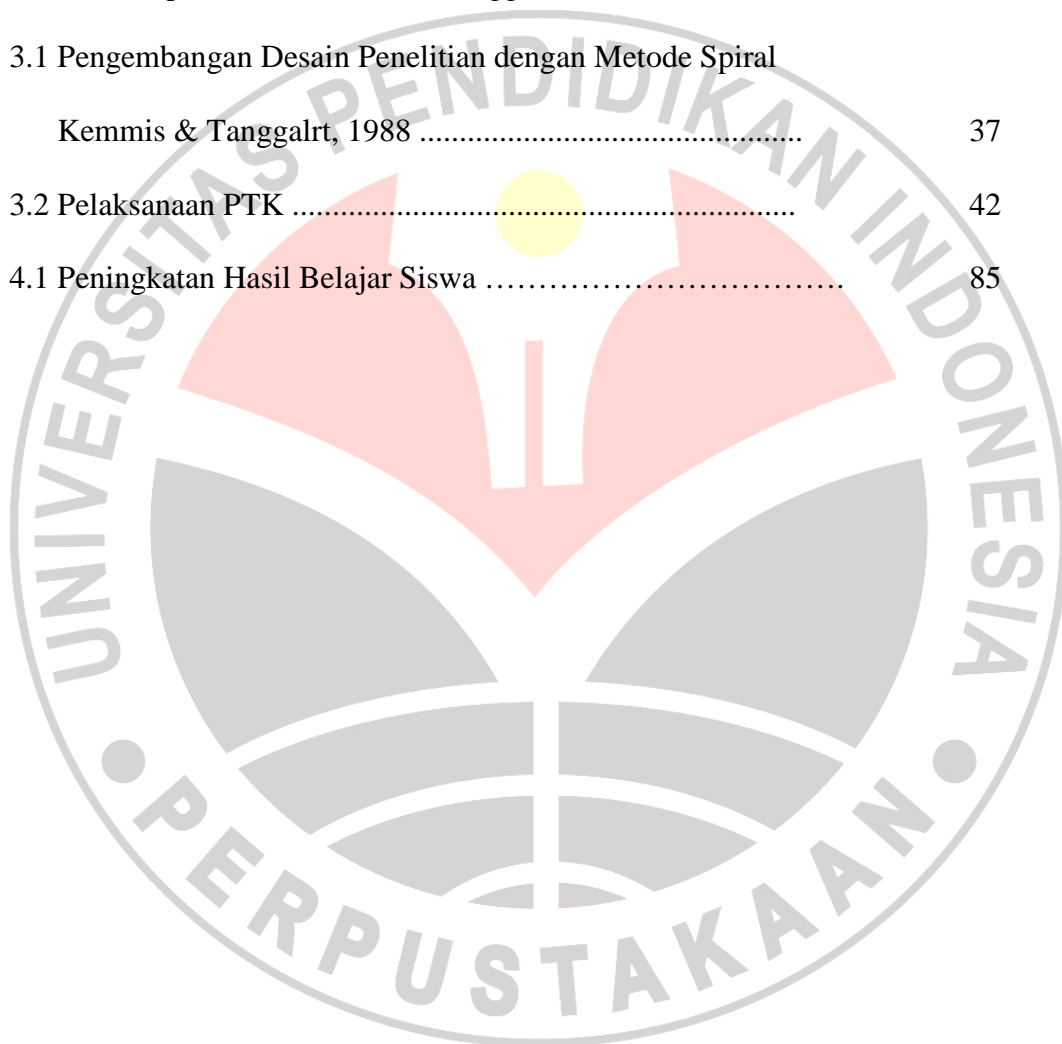 3.1 Pengembangan Desain Penelitian dengan Metode Spiral
Kemmis & Tanggalrt, 1988 ............................................... 37
3.2 Pelaksanaan PTK ............................................................... 42
4.1 Peningkatan Hasil Belajar Siswa ………………………………. 85
UNIVERSITAS PENDIDIKAN INDONESIA
PERPUSTAKAAN